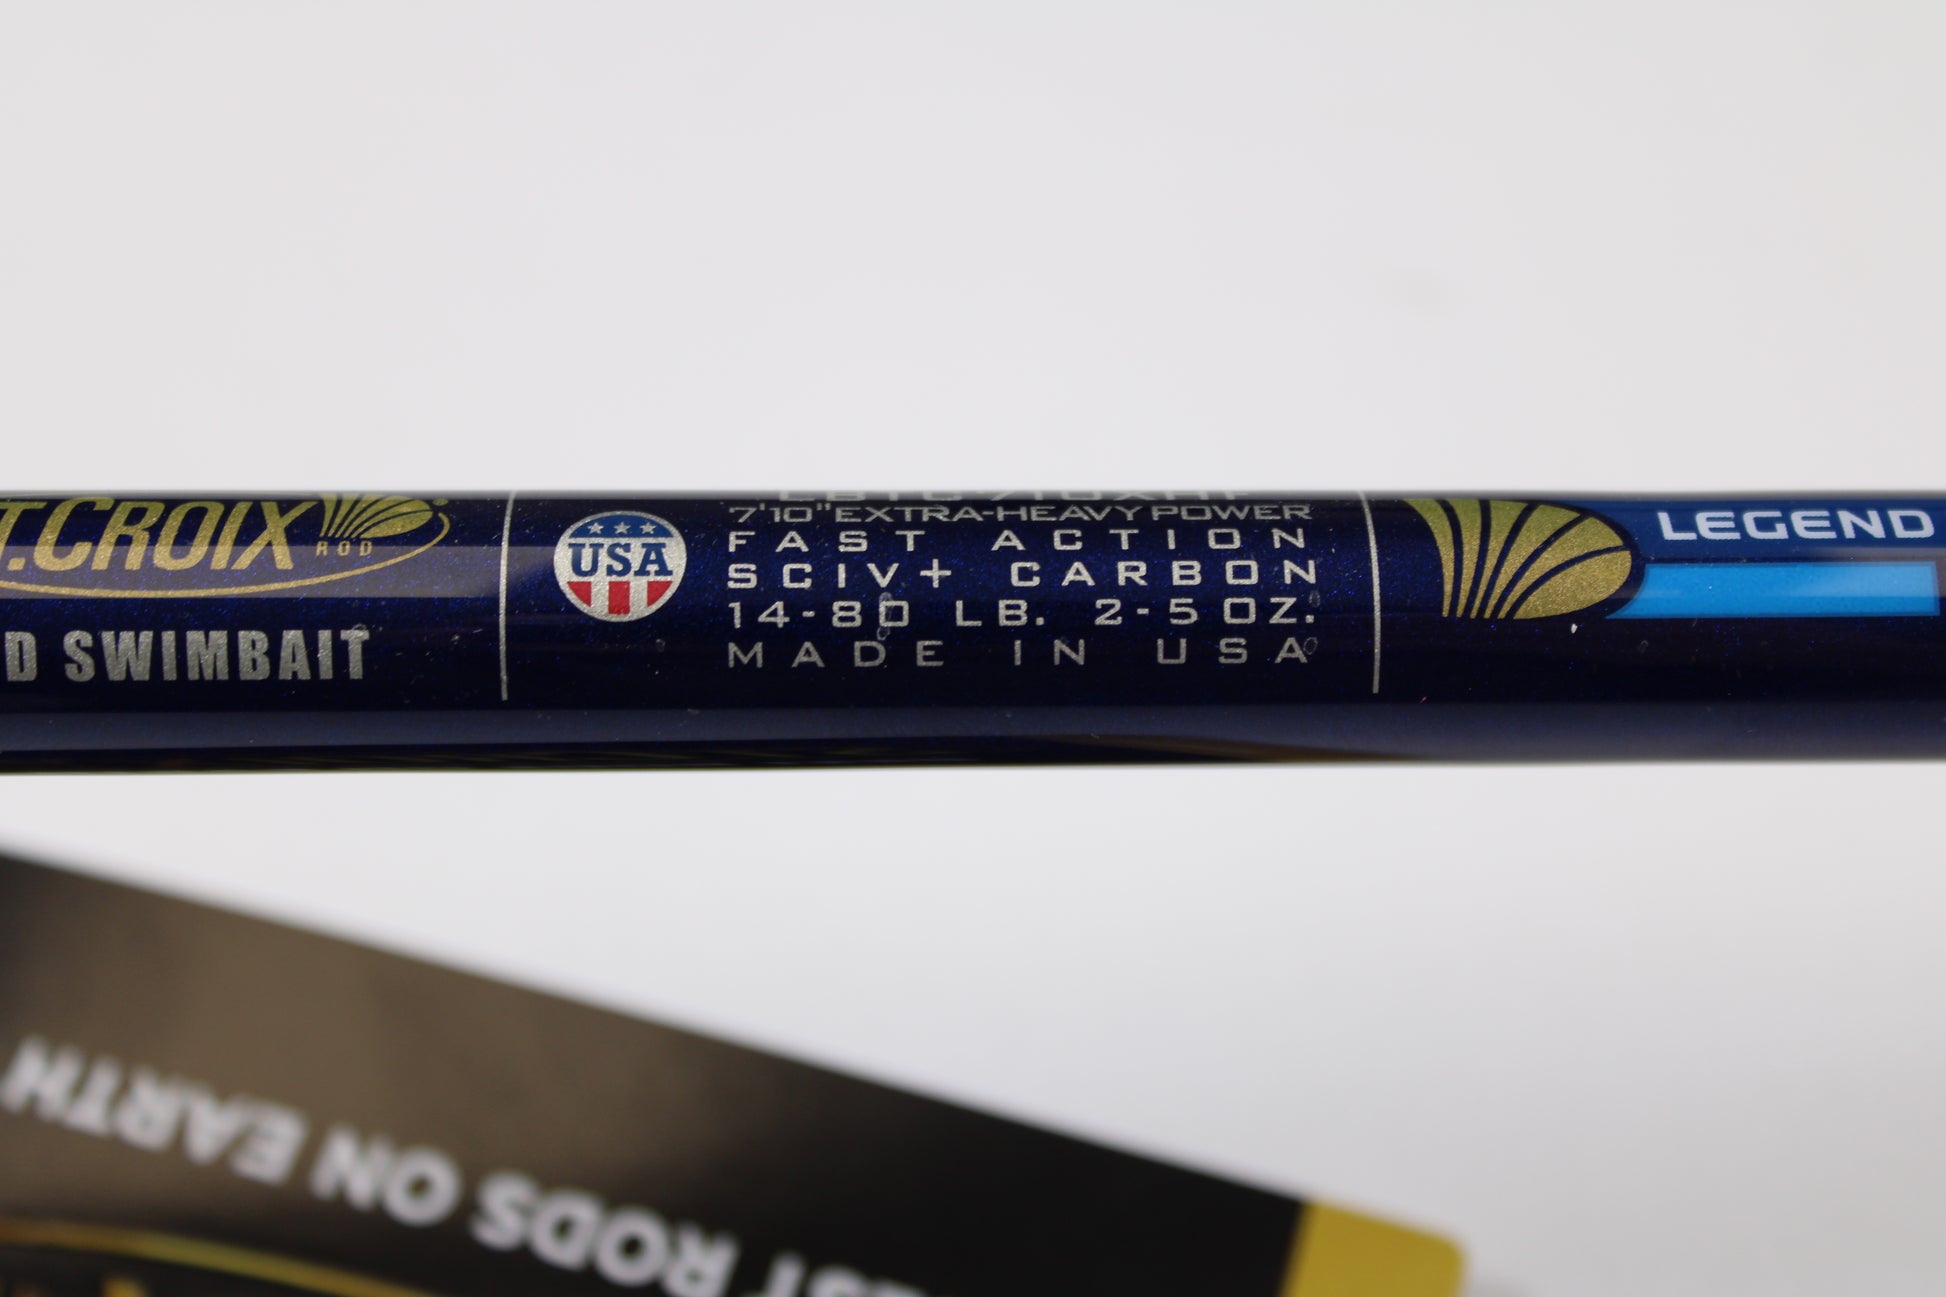 T.CROIX
ROD
D SWIMBAIT
USA
7'10" EXTRA-HEAVY POWER
FAST ACTION
SCIV+ CARBON
14-80 LB. 2-5 OZ.
MADE IN USA
LEGEND
EST RODS ON EARTH